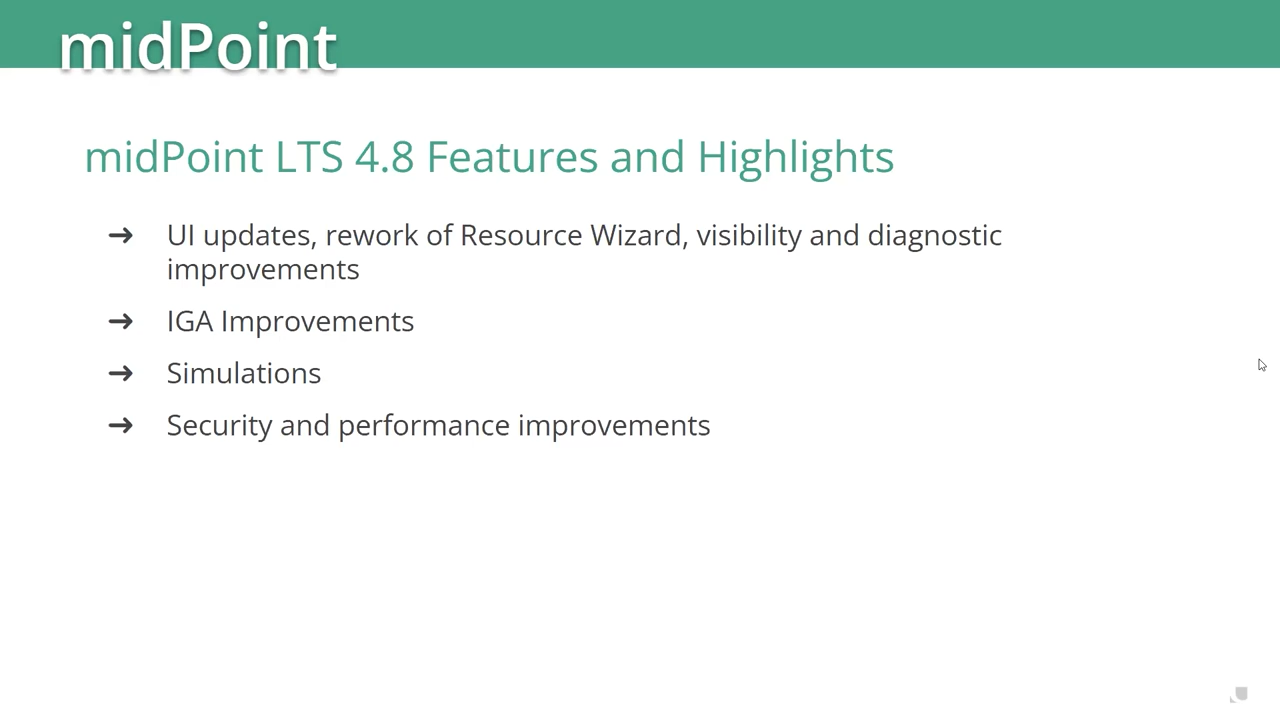 midPoint
midPoint LTS 4.8 Features and Highlights
➔ UI updates, rework of Resource Wizard, visibility and diagnostic
improvements
➔ IGA Improvements
➔ Simulations
➔ Security and performance improvements